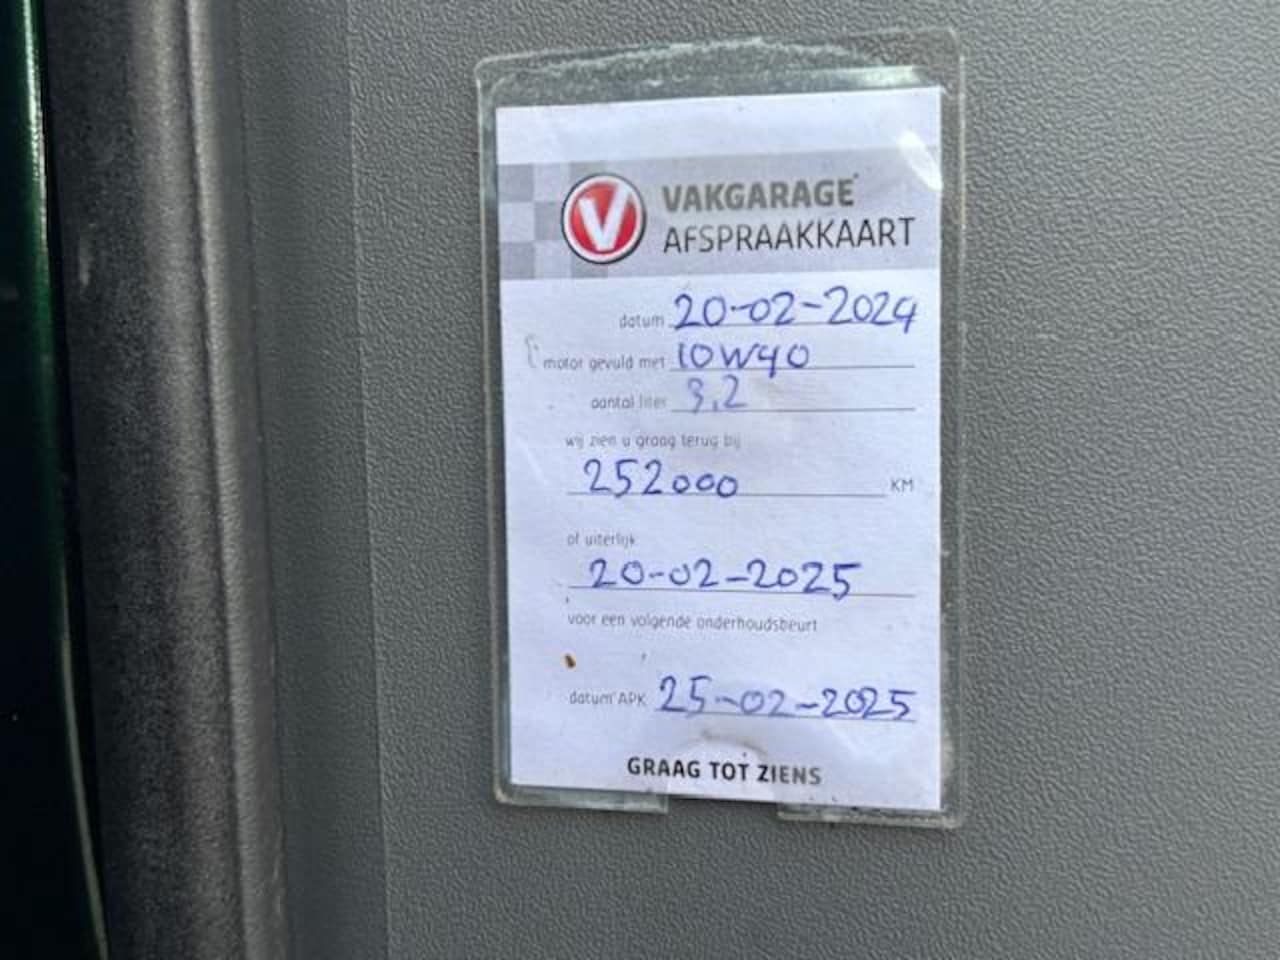 V VAKGARAGE
AFSPRAAKKAART
datum 20-02-2024
motor gevuld met 10W40
aantal liter 3,2
wij zien u graag terug bij
252000 KM
of uiterlijk
20-02-2025
voor een volgende onderhoudsbeurt
datum APK 25-02-2025
GRAAG TOT ZIENS